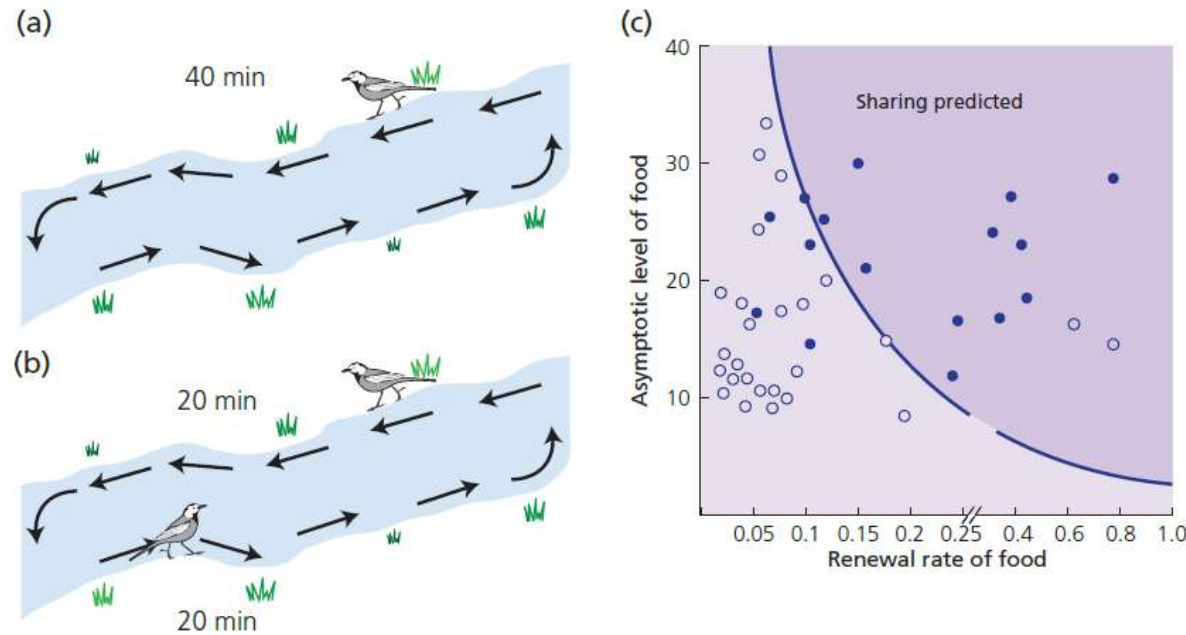 (a)
40 min
(b)
20 min
20 min
(c)
Asymptotic level of food
40
30
20
10
Sharing predicted
0.05 0.1 0.15 0.2 0.25 0.4 0.6 0.8 1.0
Renewal rate of food